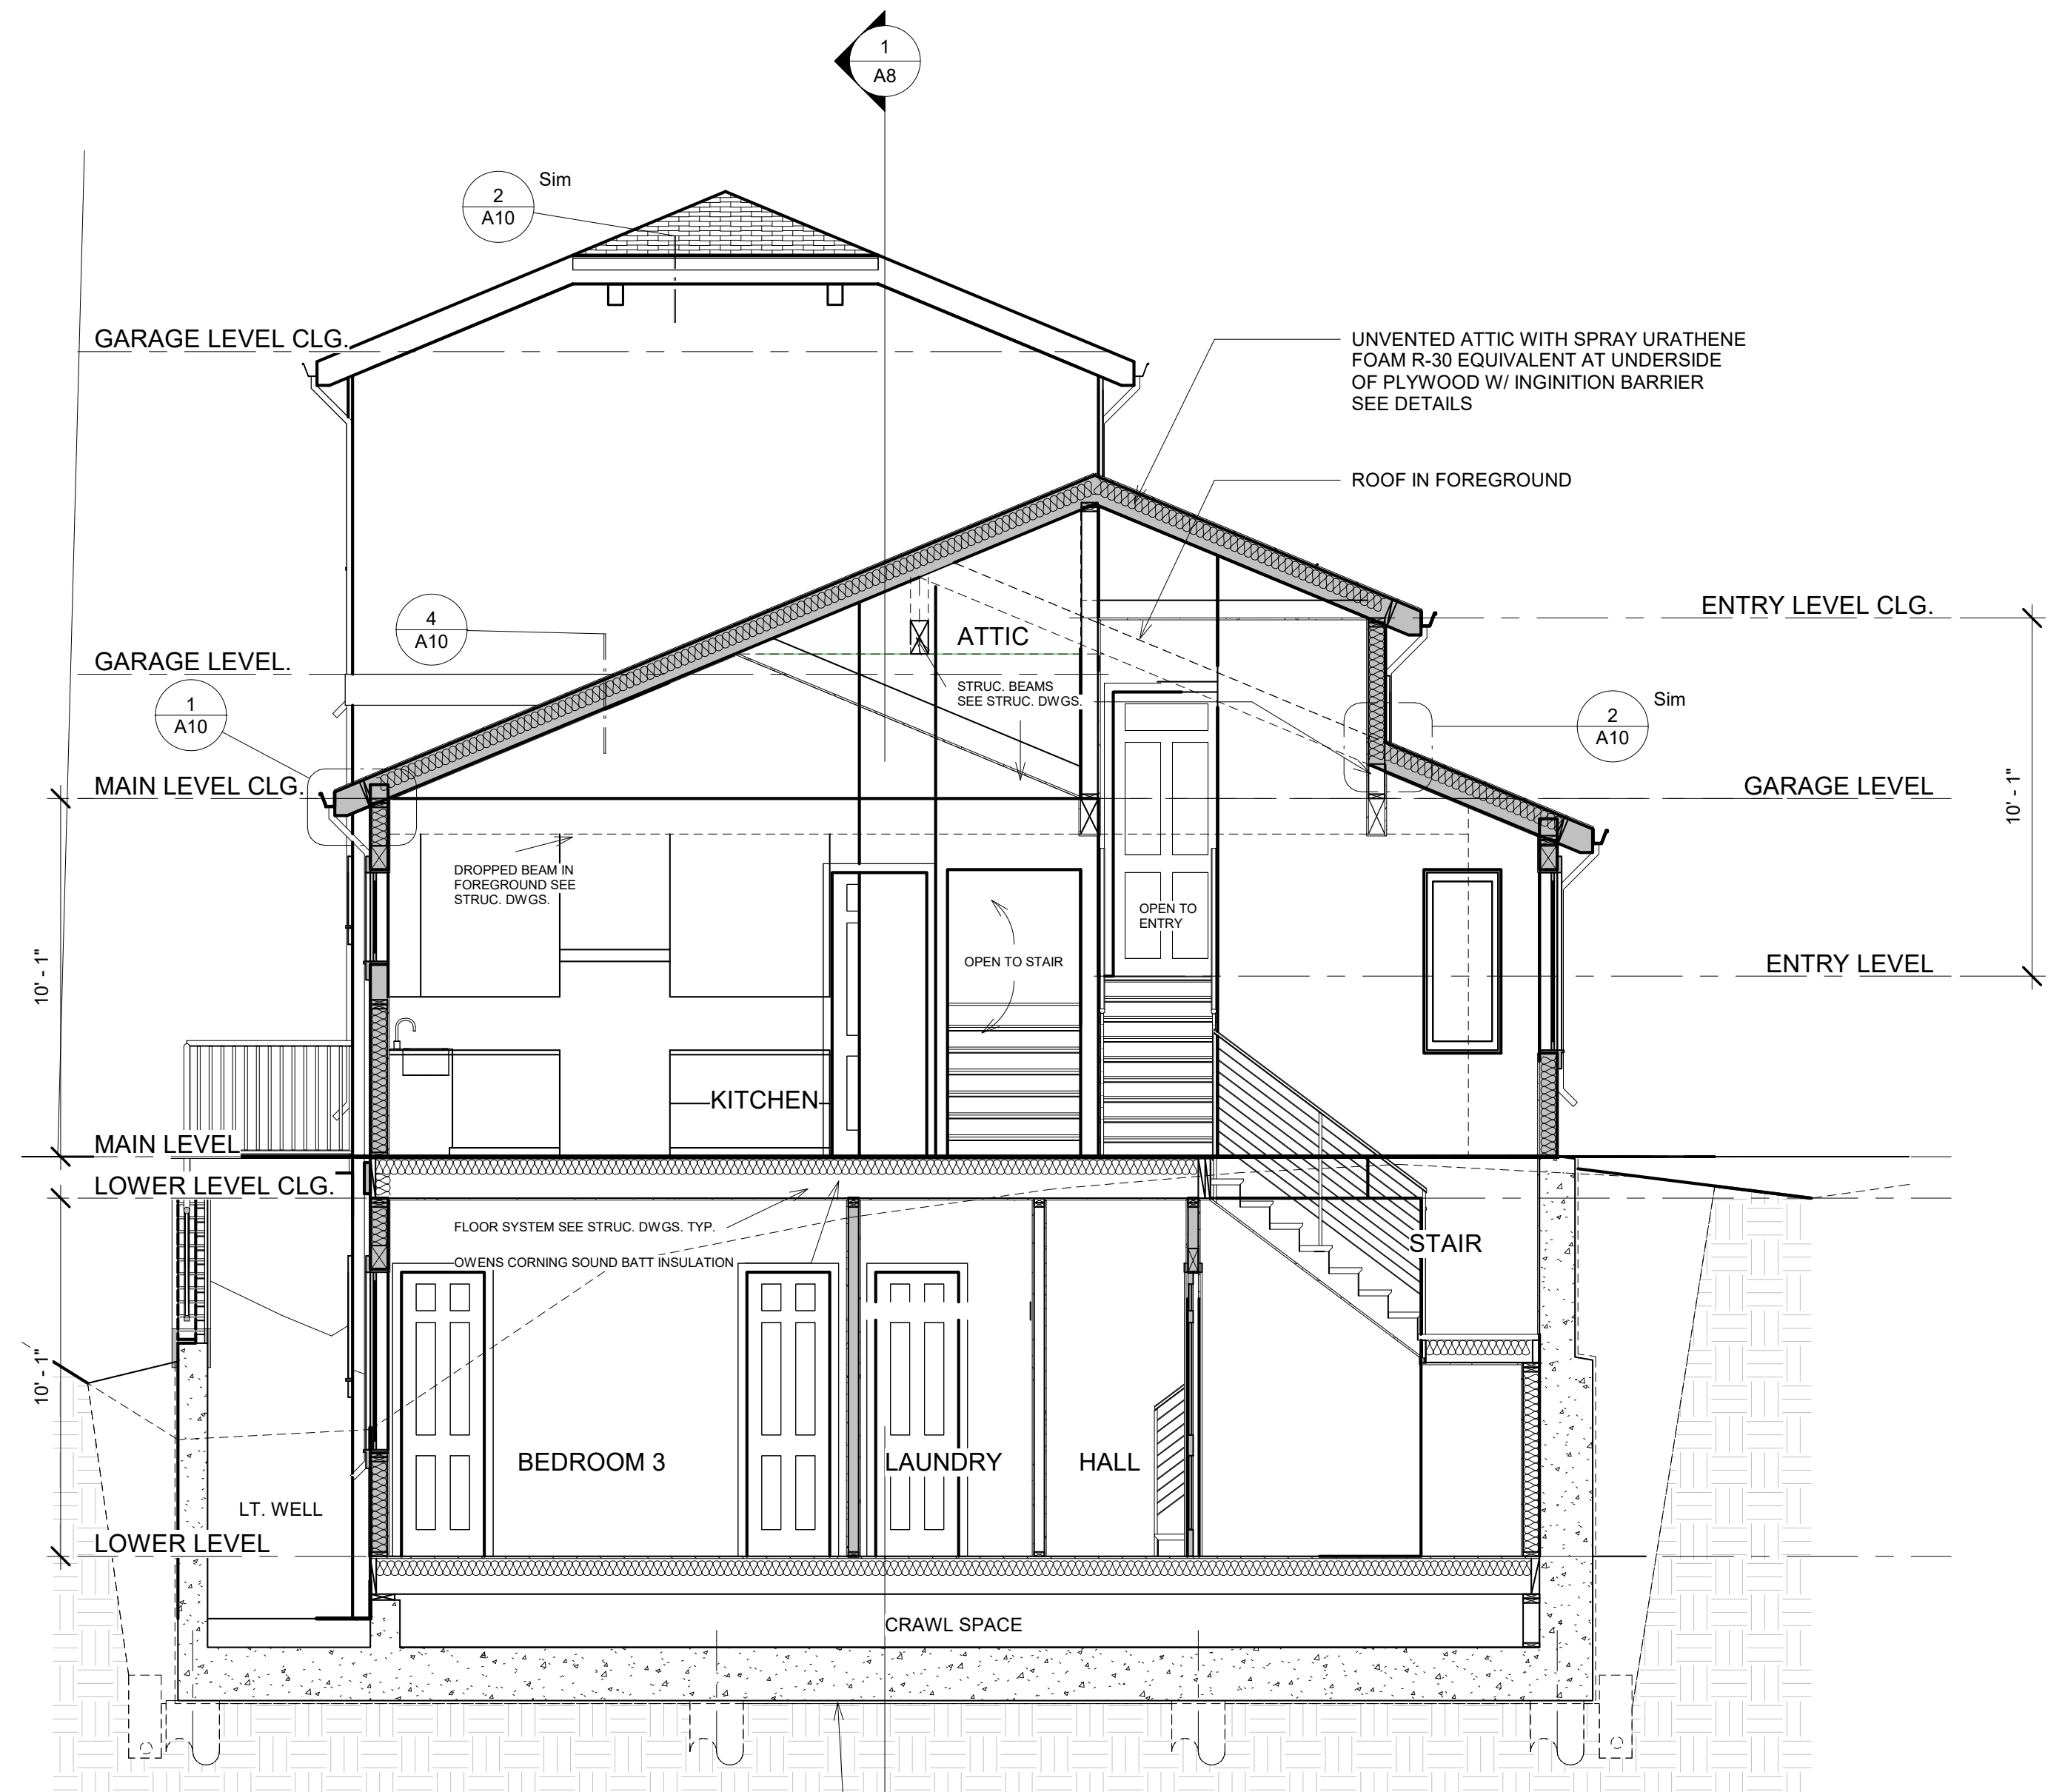 1
A8
2
A10
Sim
GARAGE LEVEL CLG.
UNVENTED ATTIC WITH SPRAY URATHENE
FOAM R-30 EQUIVALENT AT UNDERSIDE
OF PLYWOOD W/ INGINITION BARRIER
SEE DETAILS
ROOF IN FOREGROUND
ENTRY LEVEL CLG.
4
A10
ATTIC
GARAGE LEVEL.
STRUC. BEAMS
SEE STRUC. DWGS.
1
A10
2
A10
Sim
MAIN LEVEL CLG.
GARAGE LEVEL
10' - 1"
DROPPED BEAM IN
FOREGROUND SEE
STRUC. DWGS.
OPEN TO
ENTRY
OPEN TO STAIR
ENTRY LEVEL
10' - 1"
KITCHEN
MAIN LEVEL
LOWER LEVEL CLG.
FLOOR SYSTEM SEE STRUC. DWGS. TYP.
STAIR
OWENS CORNING SOUND BATT INSULATION
10' - 1"
BEDROOM 3
LAUNDRY
HALL
LT. WELL
LOWER LEVEL
CRAWL SPACE